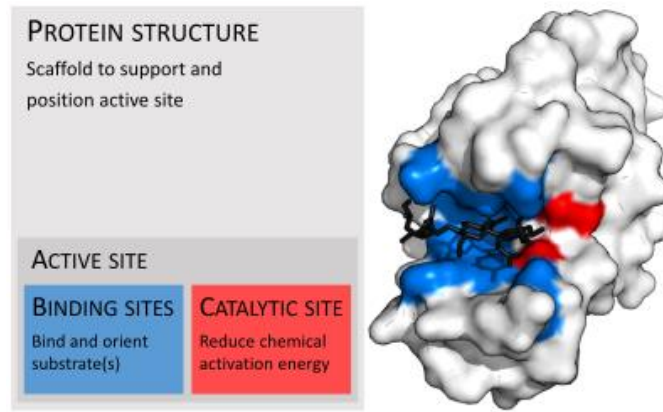 PROTEIN STRUCTURE
Scaffold to support and
position active site
ACTIVE SITE
BINDING SITES
Bind and orient
substrate(s)
CATALYTIC SITE
Reduce chemical
activation energy